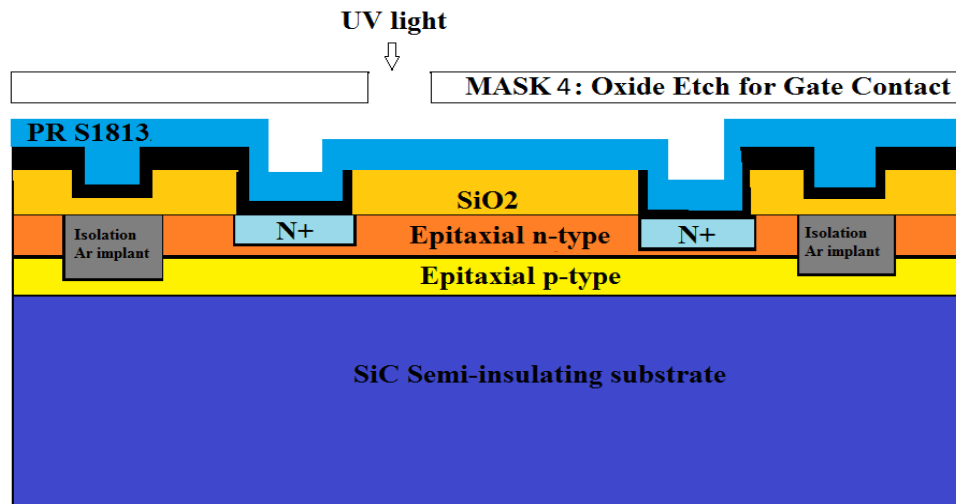 UV light
MASK 4: Oxide Etch for Gate Contact
PR S1813
SiO2
Isolation
Ar implant
N+
Epitaxial n-type
N+
Isolation
Ar implant
Epitaxial p-type
SiC Semi-insulating substrate